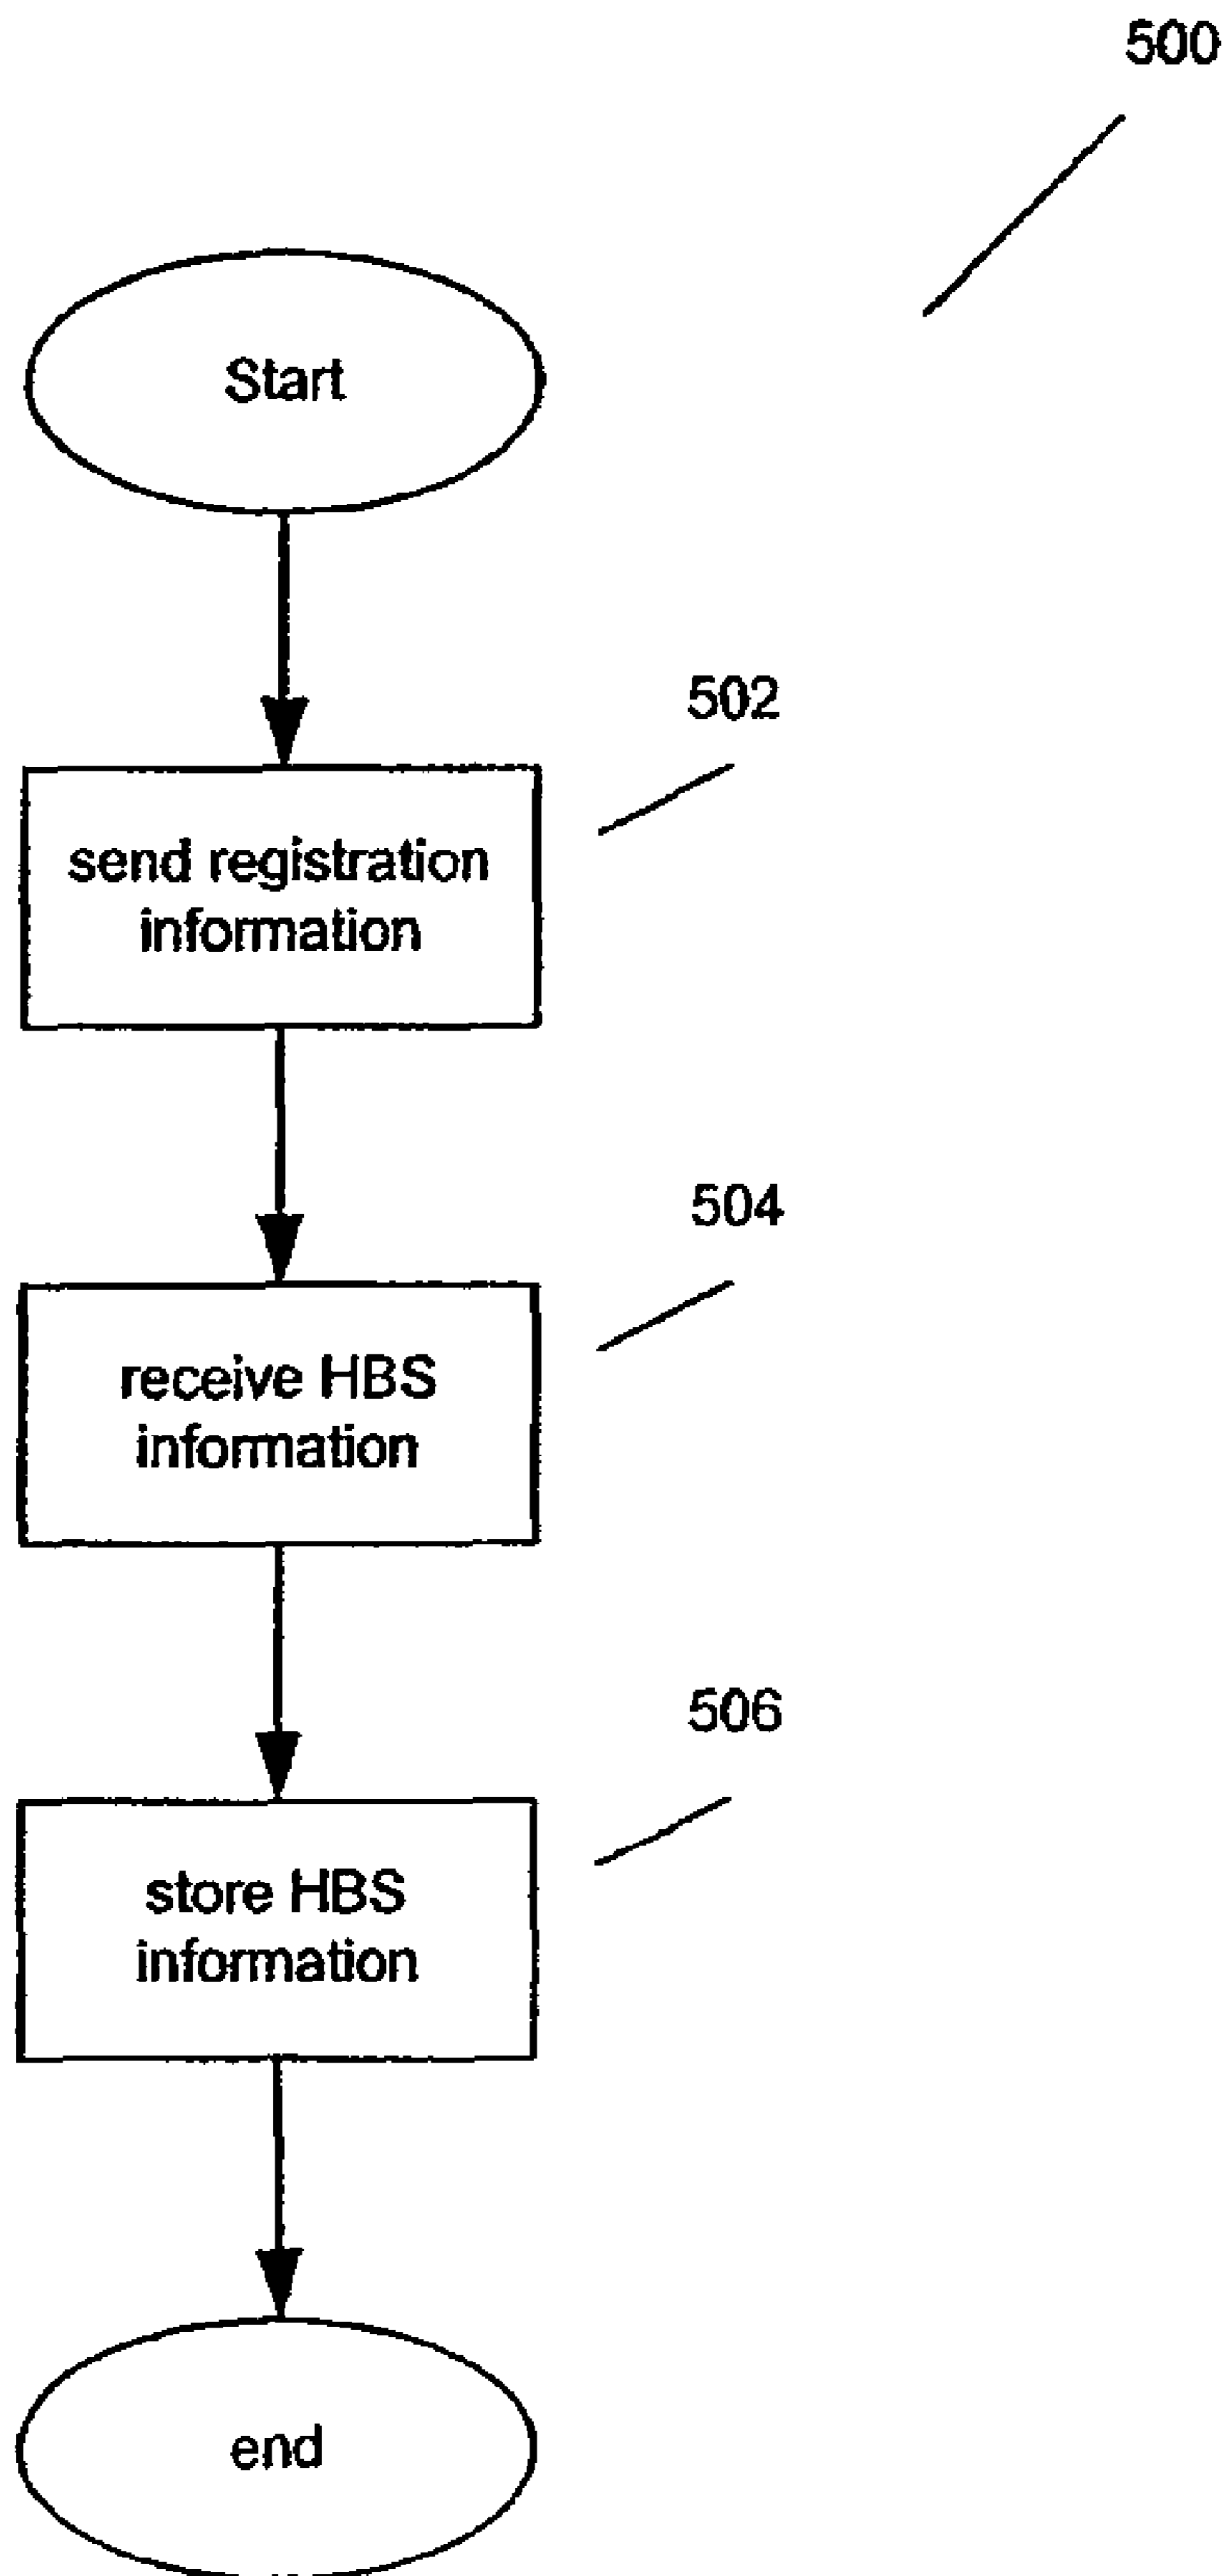 500
Start
502
send registration
information
504
receive HBS
information
506
store HBS
information
end